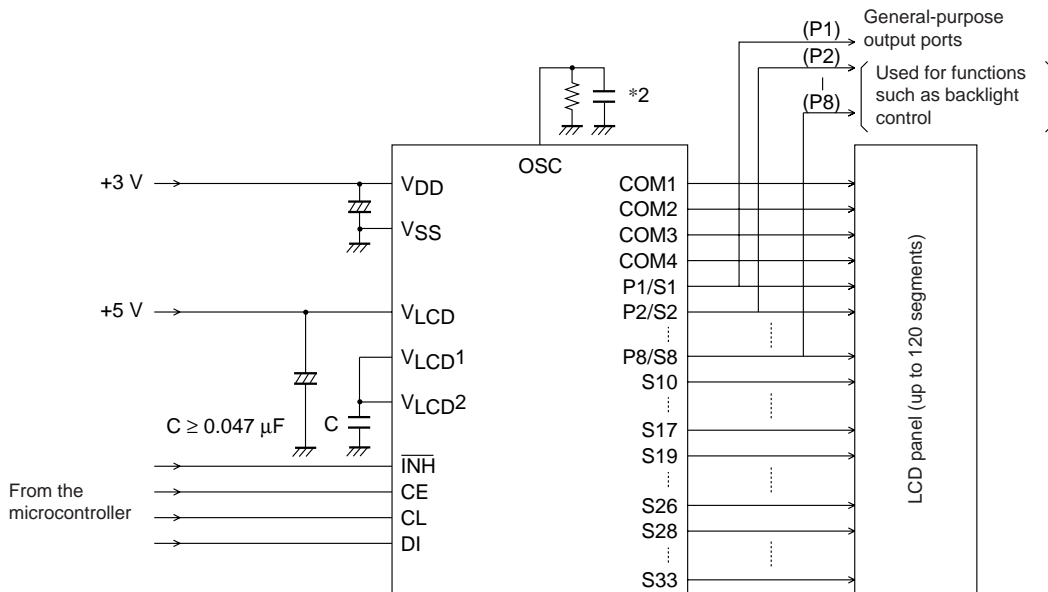 (P1)
General-purpose
output ports
(P2)
(P8)
Used for functions
such as backlight
control
*2
OSC
+3 V
VDD
VSS
+5 V
VLCD
VLCD1
VLCD2
C ≥ 0.047 μF
C
INH
CE
CL
DI
From the
microcontroller
COM1
COM2
COM3
COM4
P1/S1
P2/S2
P8/S8
S10
S17
S19
S26
S28
S33
LCD panel (up to 120 segments)